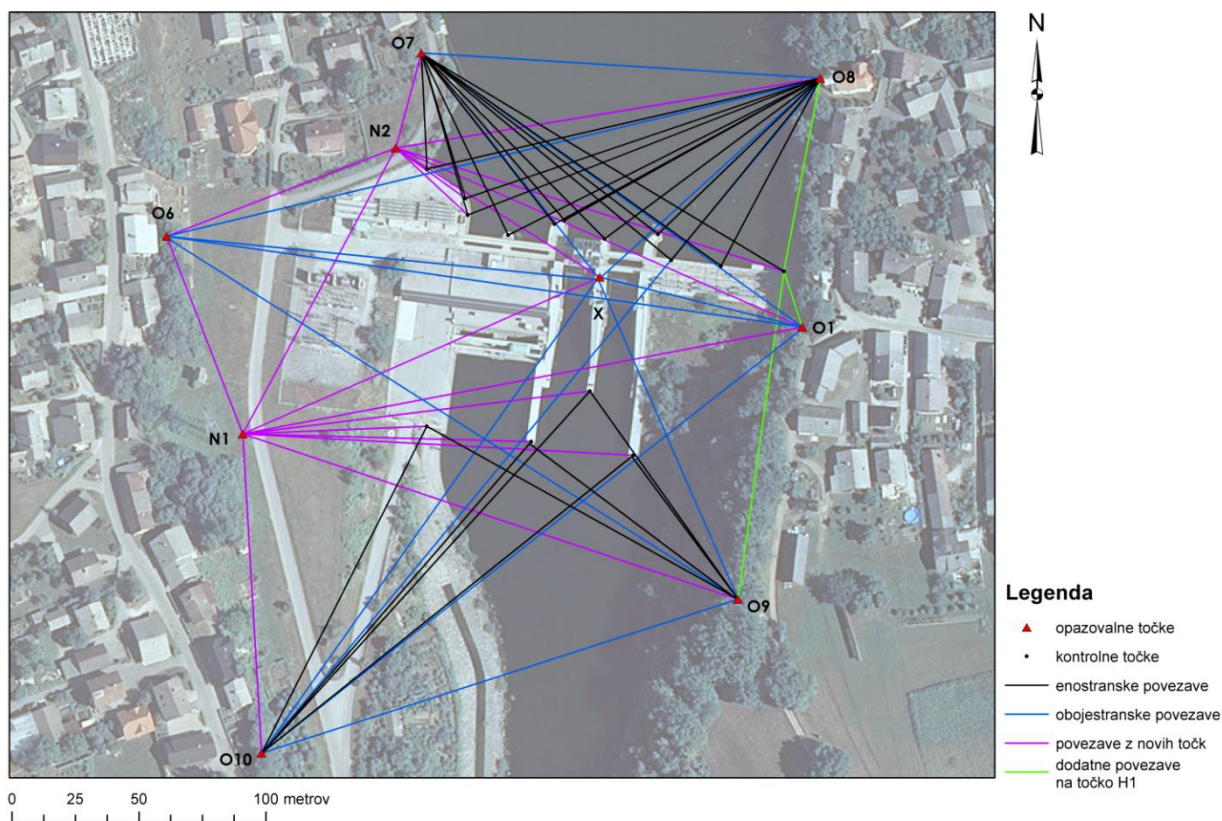 N
O7
O8
N2
O6
X
O1
N1
O9
O10
Legenda
opazovalne točke
kontrolne točke
enostranske povezave
obojestranske povezave
povezave z novih točk
dodatne povezave
na točko H1
0 25 50 100 metrov